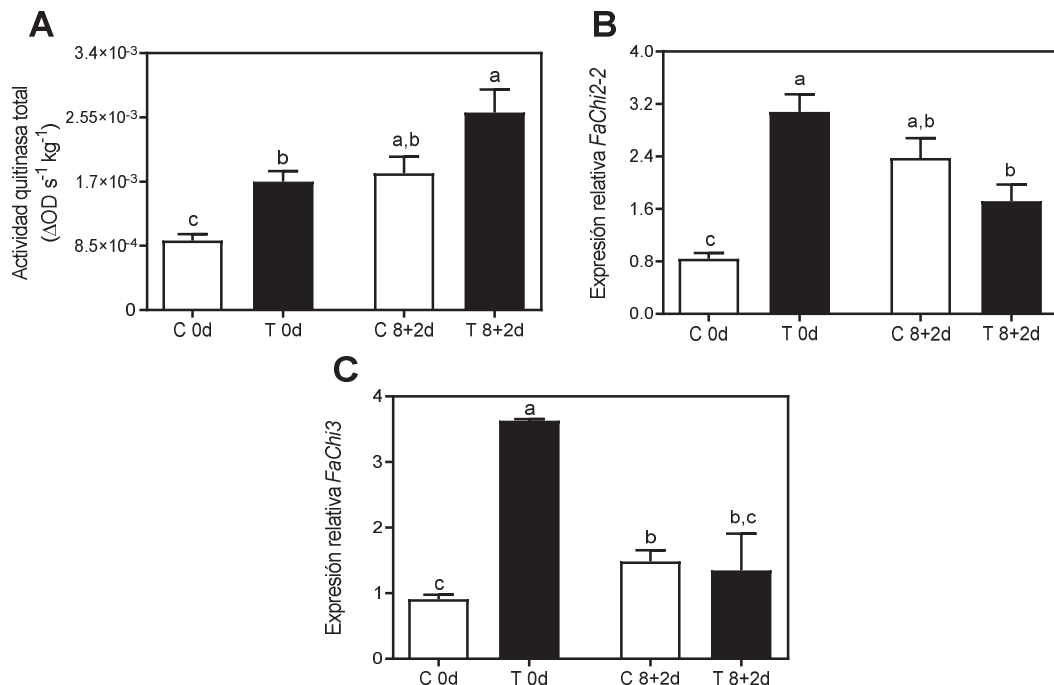 A
Actividad quitinasa total
(ΔOD s⁻¹ kg⁻¹)
3.4×10⁻³
2.55×10⁻³
1.7×10⁻³
8.5×10⁻⁴
0
c
b
a,b
a
C 0d
T 0d
C 8+2d
T 8+2d
B
Expresión relativa FaChi2-2
4.0
3.2
2.4
1.6
0.8
0.0
c
a
a,b
b
C 0d
T 0d
C 8+2d
T 8+2d
C
Expresión relativa FaChi3
4
3
2
1
0
c
a
b
b,c
C 0d
T 0d
C 8+2d
T 8+2d